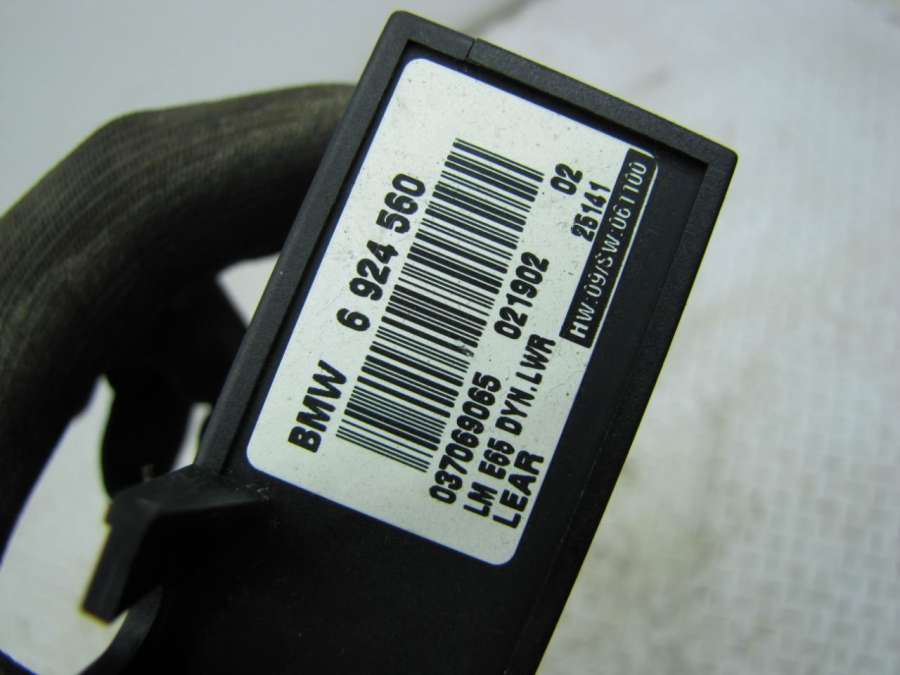 BMW 6 924 560
037069065 021902 02
LM E65 DYN.LWR 25141
LEAR
HW:09/SW:061100